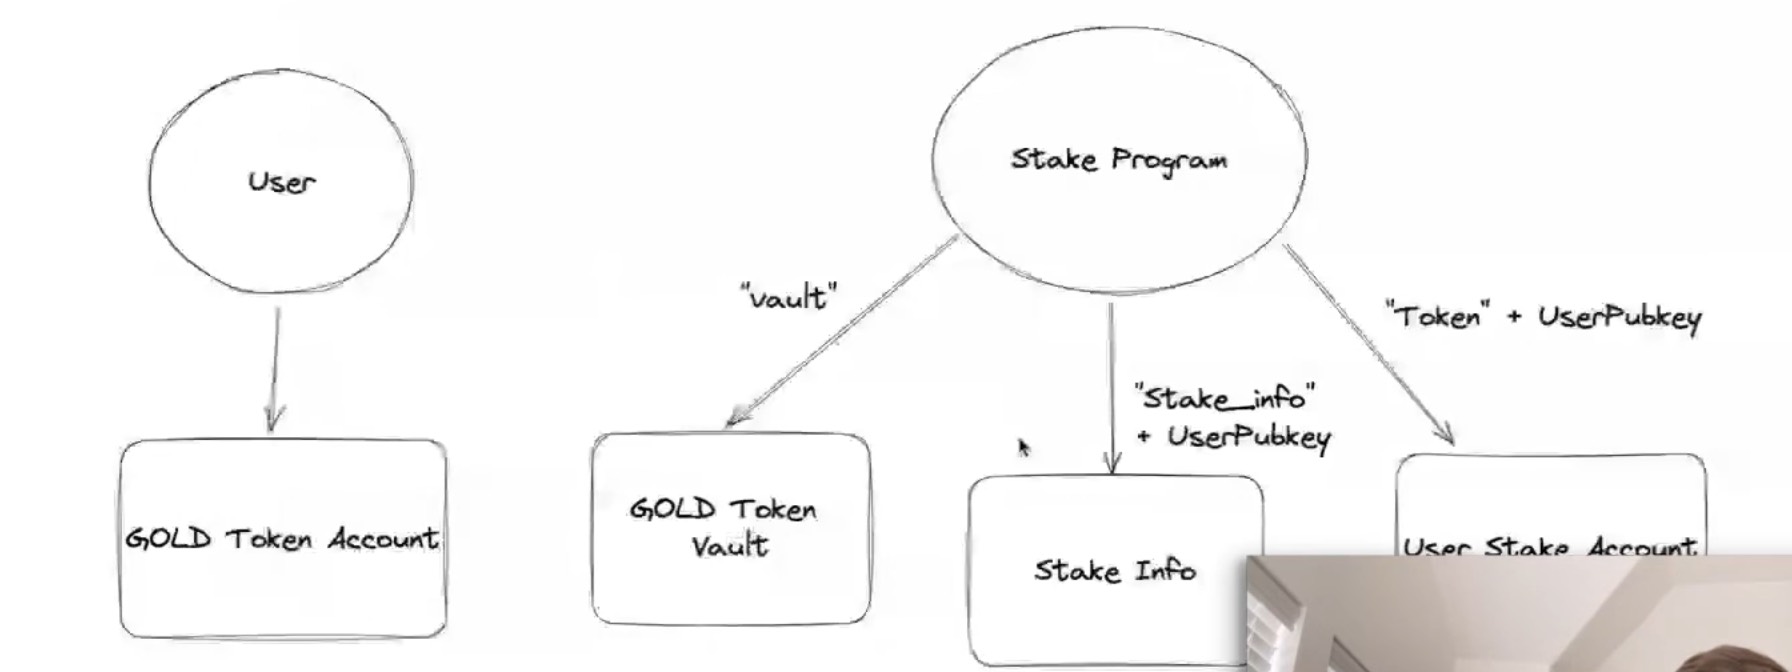 User
Stake Program
"vault"
"Token" + UserPubkey
"Stake_info"
+ UserPubkey
GOLD Token Account
GOLD Token
Vault
Stake Info
User Stake Account